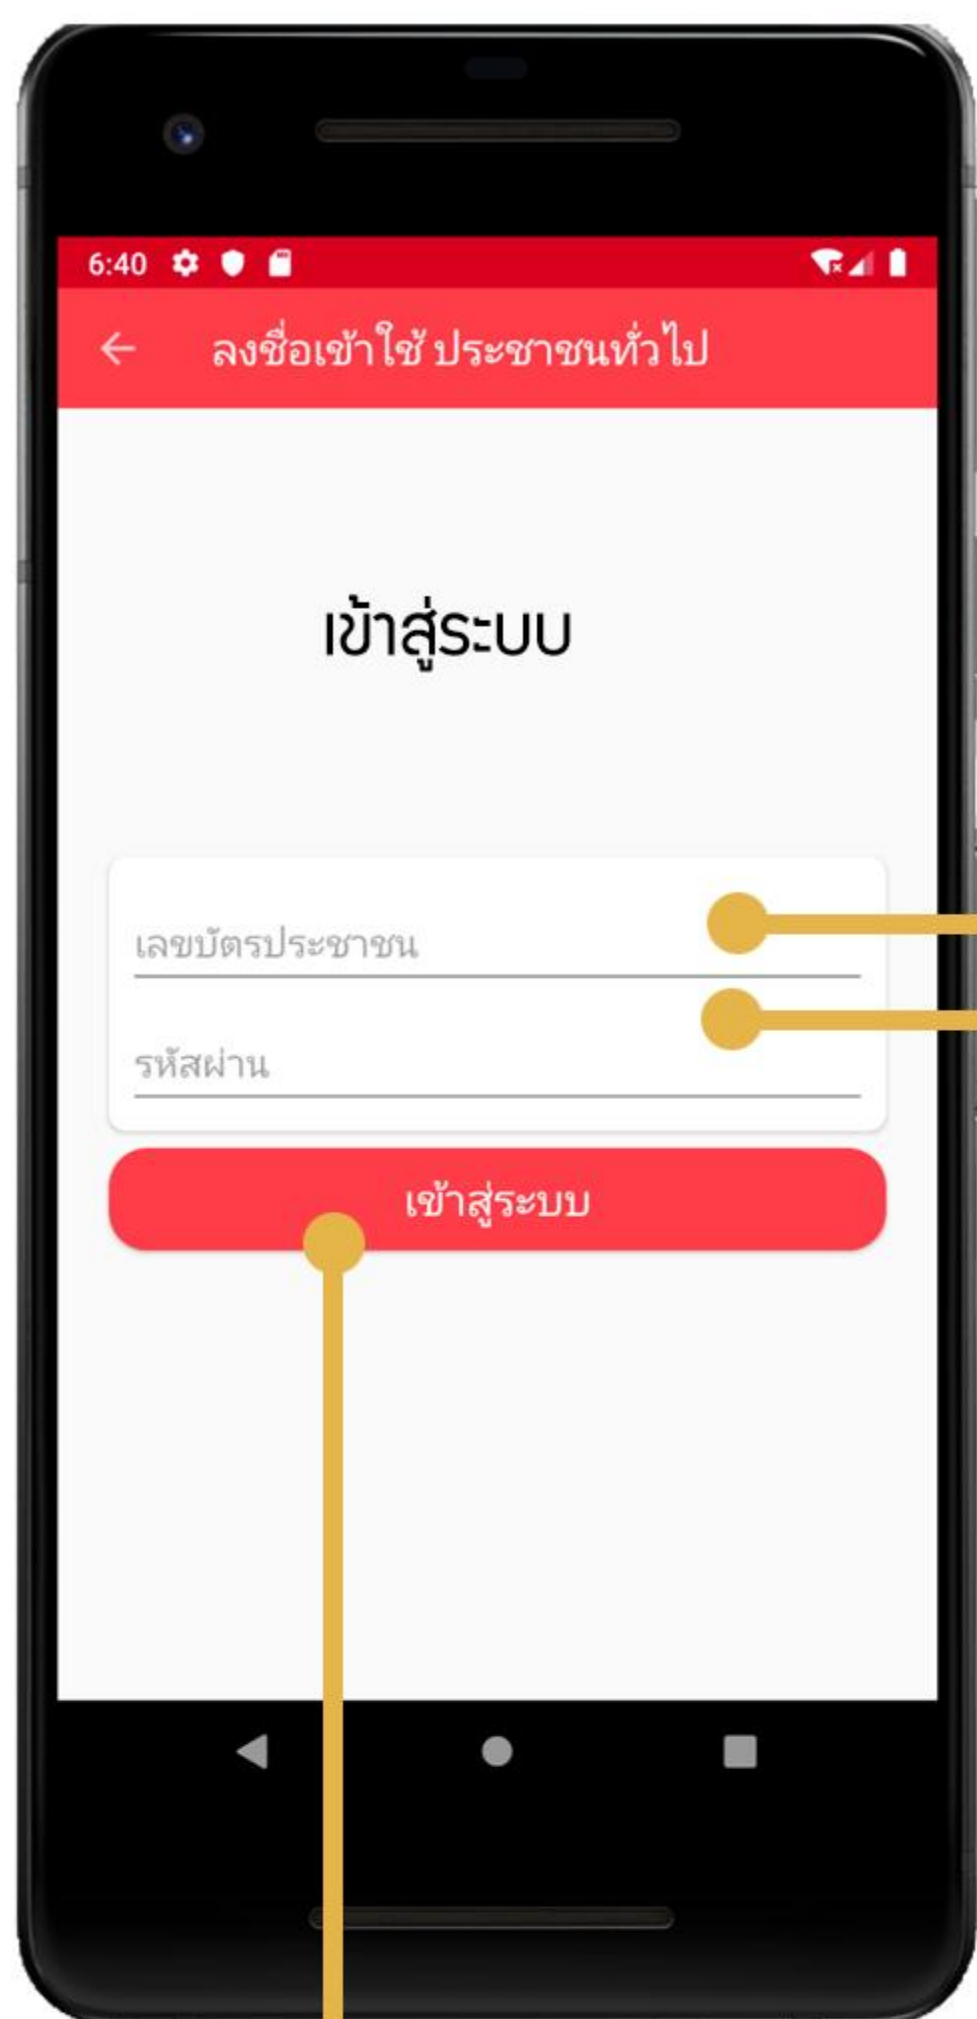 6:40
ลงชื่อเข้าใช้ ประชาชนทั่วไป
เข้าสู่ระบบ
เลขบัตรประชาชน
รหัสผ่าน
เข้าสู่ระบบ